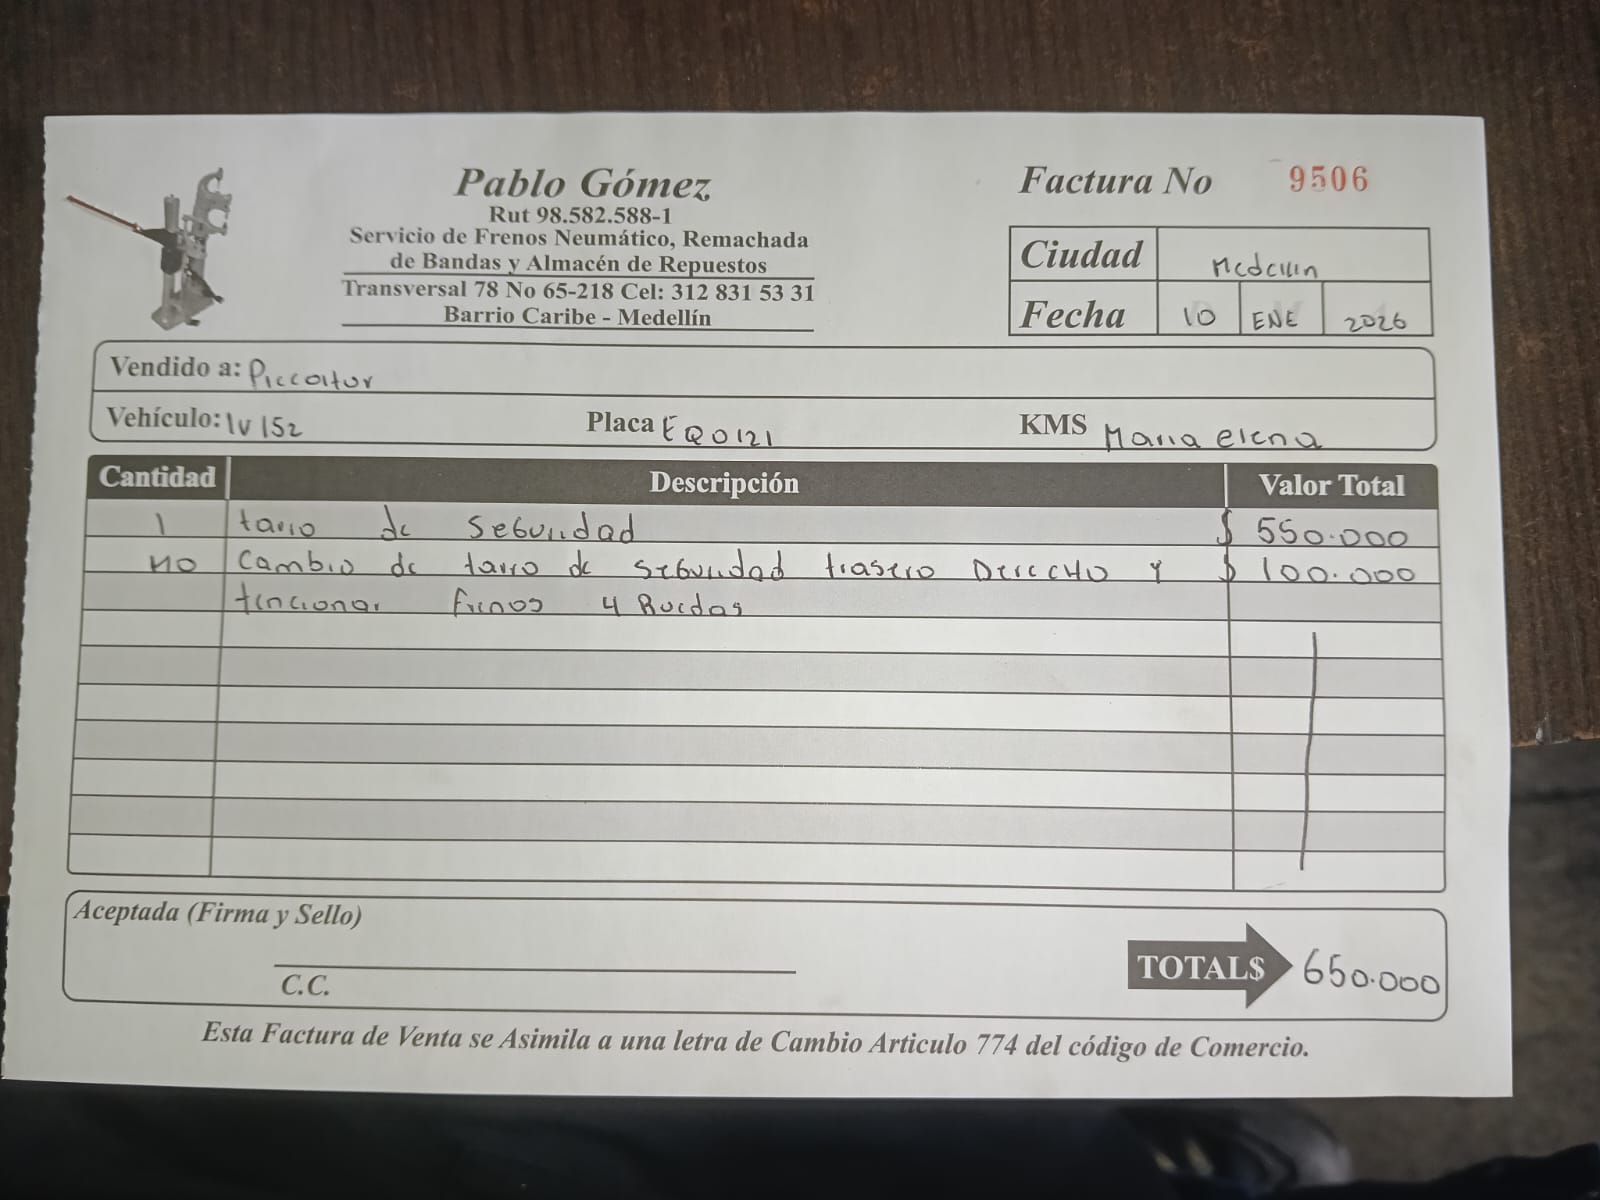 Pablo Gómez
Rut 98.582.588-1
Servicio de Frenos Neumático, Remachada
de Bandas y Almacén de Repuestos
Transversal 78 No 65-218 Cel: 312 831 53 31
Barrio Caribe - Medellín
Factura No 9506
Ciudad Medellin
Fecha 10 ENE 2026
Vendido a:
Vehículo: IV 152 Placa EQO121 KMS Maria elena
Cantidad Descripción Valor Total
1 tarro de seguridad $ 550.000
MO Cambio de tarro de seguridad trasero Derecho y $ 100.000
tencionar frenos 4 Ruedas
Aceptada (Firma y Sello)
C.C.
TOTAL$ 650.000
Esta Factura de Venta se Asimila a una letra de Cambio Articulo 774 del código de Comercio.